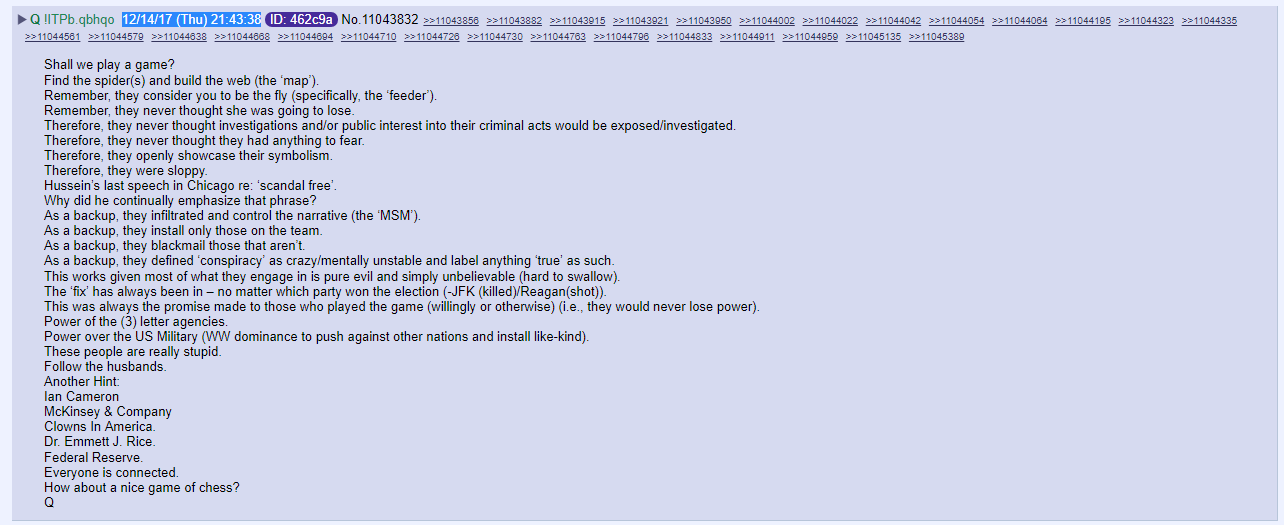 ▶ Q !ITPb.qbhqo 12/14/17 (Thu) 21:43:38 ID: 462c9a No.11043832 >>11043856 >>11043882 >>11043915 >>11043921 >>11043950 >>11044002 >>11044022 >>11044042 >>11044054 >>11044064 >>11044195 >>11044323 >>11044335
>>11044561 >>11044579 >>11044638 >>11044668 >>11044694 >>11044710 >>11044726 >>11044730 >>11044763 >>11044796 >>11044833 >>11044911 >>11044959 >>11045135 >>11045389
Shall we play a game?
Find the spider(s) and build the web (the ‘map’).
Remember, they consider you to be the fly (specifically, the ‘feeder’).
Remember, they never thought she was going to lose.
Therefore, they never thought investigations and/or public interest into their criminal acts would be exposed/investigated.
Therefore, they never thought they had anything to fear.
Therefore, they openly showcase their symbolism.
Therefore, they were sloppy.
Hussein’s last speech in Chicago re: ‘scandal free’.
Why did he continually emphasize that phrase?
As a backup, they infiltrated and control the narrative (the ‘MSM’).
As a backup, they install only those on the team.
As a backup, they blackmail those that aren’t.
As a backup, they defined ‘conspiracy’ as crazy/mentally unstable and label anything ‘true’ as such.
This works given most of what they engage in is pure evil and simply unbelievable (hard to swallow).
The ‘fix’ has always been in – no matter which party won the election (-JFK (killed)/Reagan(shot)).
This was always the promise made to those who played the game (willingly or otherwise) (i.e., they would never lose power).
Power of the (3) letter agencies.
Power over the US Military (WW dominance to push against other nations and install like-kind).
These people are really stupid.
Follow the husbands.
Another Hint:
Ian Cameron
McKinsey & Company
Clowns In America.
Dr. Emmett J. Rice.
Federal Reserve.
Everyone is connected.
How about a nice game of chess?
Q